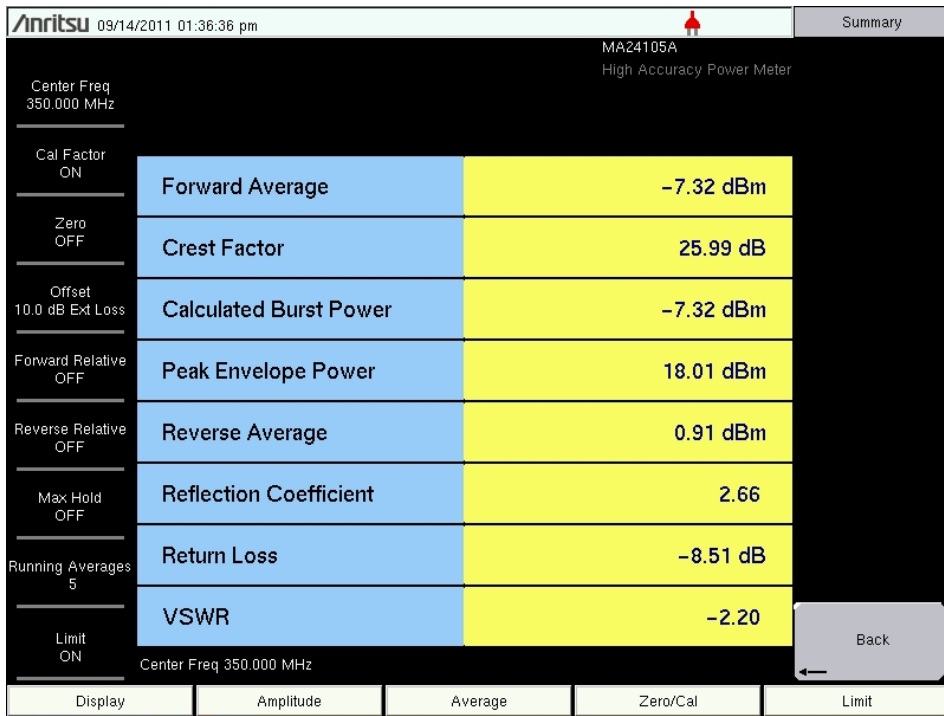 Anritsu 09/14/2011 01:36:36 pm
Summary
MA24105A
High Accuracy Power Meter
Center Freq
350.000 MHz
Cal Factor
ON
Zero
OFF
Offset
10.0 dB Ext Loss
Forward Relative
OFF
Reverse Relative
OFF
Max Hold
OFF
Running Averages
5
Limit
ON
Forward Average -7.32 dBm
Crest Factor 25.99 dB
Calculated Burst Power -7.32 dBm
Peak Envelope Power 18.01 dBm
Reverse Average 0.91 dBm
Reflection Coefficient 2.66
Return Loss -8.51 dB
VSWR -2.20
Center Freq 350.000 MHz
Back
Display Amplitude Average Zero/Cal Limit